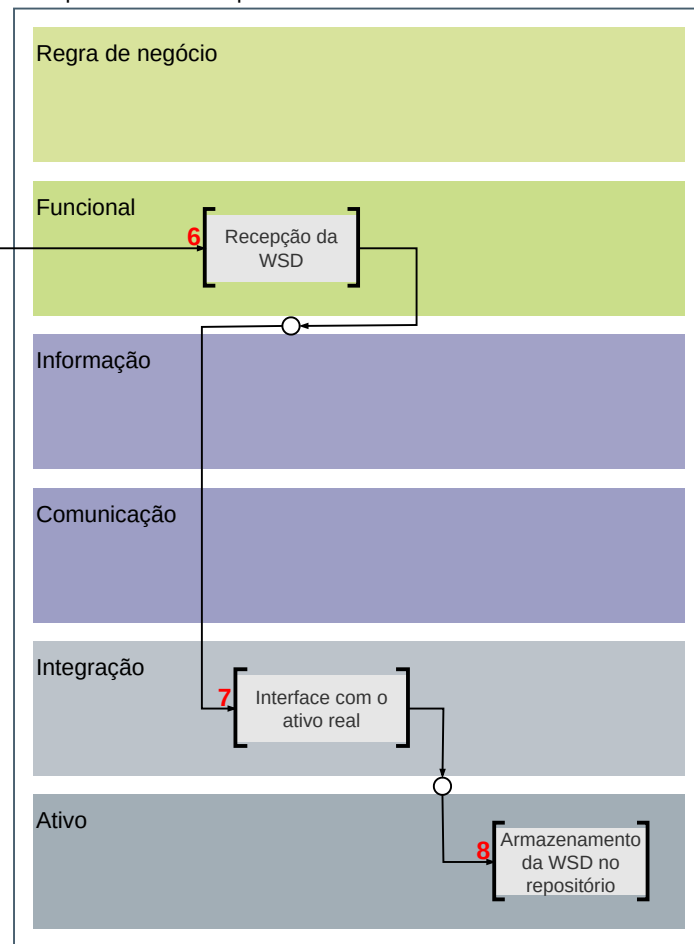 Regra de negócio
Funcional
6
Recepção da
WSD
Informação
Comunicação
Integração
7
Interface com o
ativo real
Ativo
8
Armazenamento
da WSD no
repositório